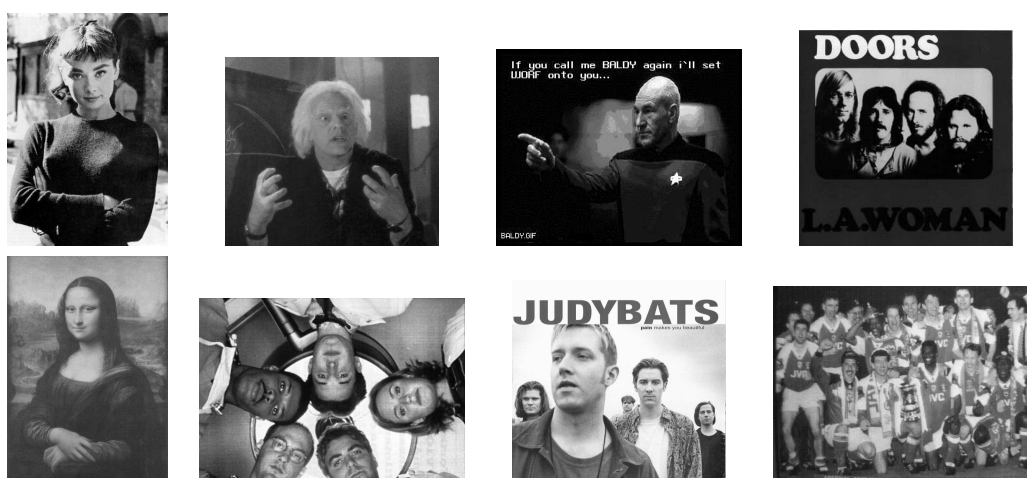 If you call me BALDY again i'll set
WORF onto you...
BALDY.GIF
DOORS
L.A.WOMAN
JUDYBATS
pain makes you beautiful
JVC
JVC